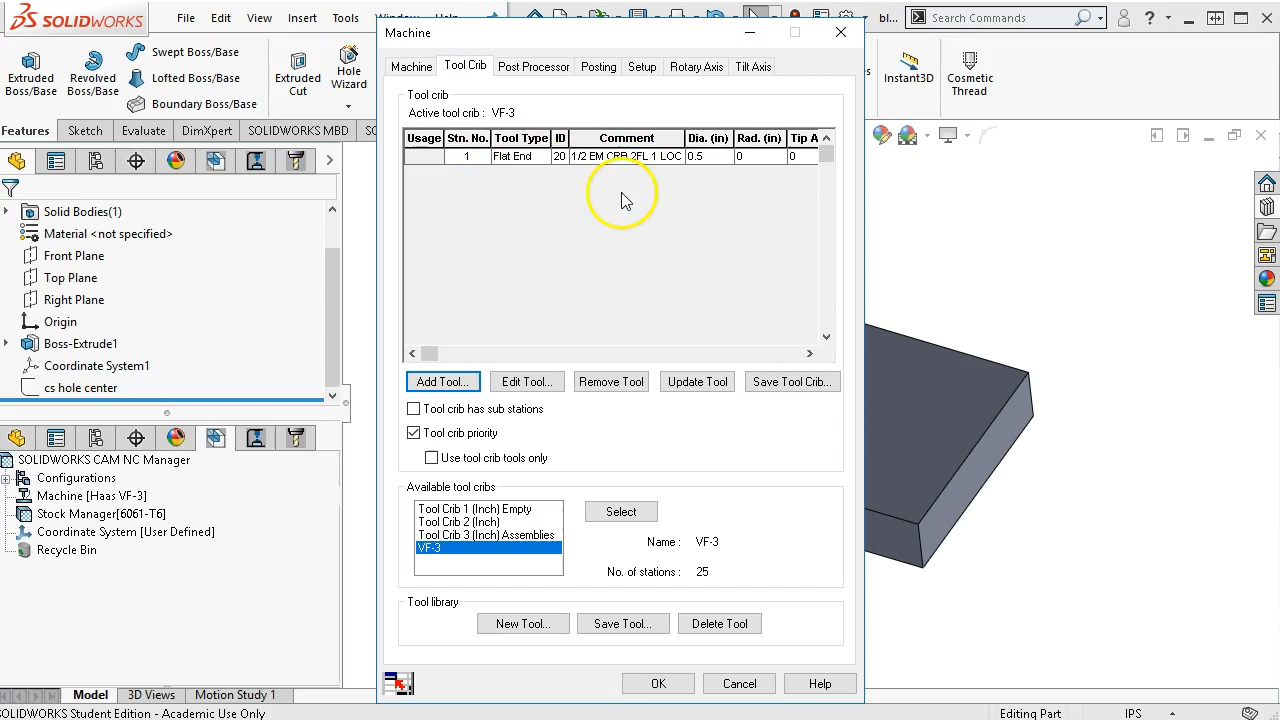 SOLIDWORKS
File
Edit
View
Insert
Tools
Window
Help
bl...
Search Commands
Extruded Boss/Base
Revolved Boss/Base
Swept Boss/Base
Lofted Boss/Base
Boundary Boss/Base
Extruded Cut
Hole Wizard
Instant3D
Cosmetic Thread
Features
Sketch
Evaluate
DimXpert
SOLIDWORKS MBD
SO
Solid Bodies(1)
Material <not specified>
Front Plane
Top Plane
Right Plane
Origin
Boss-Extrude1
Coordinate System1
cs hole center
SOLIDWORKS CAM NC Manager
Configurations
Machine [Haas VF-3]
Stock Manager[6061-T6]
Coordinate System [User Defined]
Recycle Bin
Machine
Machine
Tool Crib
Post Processor
Posting
Setup
Rotary Axis
Tilt Axis
Tool crib
Active tool crib : VF-3
Usage Stn. No. Tool Type ID Comment Dia. (in) Rad. (in) Tip A
1 Flat End 20 1/2 EM CRB 2FL 1 LOC 0.5 0 0
Add Tool...
Edit Tool...
Remove Tool
Update Tool
Save Tool Crib...
Tool crib has sub stations
Tool crib priority
Use tool crib tools only
Available tool cribs
Tool Crib 1 (Inch) Empty
Tool Crib 2 (Inch)
Tool Crib 3 (Inch) Assemblies
VF-3
Select
Name : VF-3
No. of stations : 25
Tool library
New Tool...
Save Tool...
Delete Tool
OK
Cancel
Help
Model
3D Views
Motion Study 1
SOLIDWORKS Student Edition - Academic Use Only
Editing Part
IPS